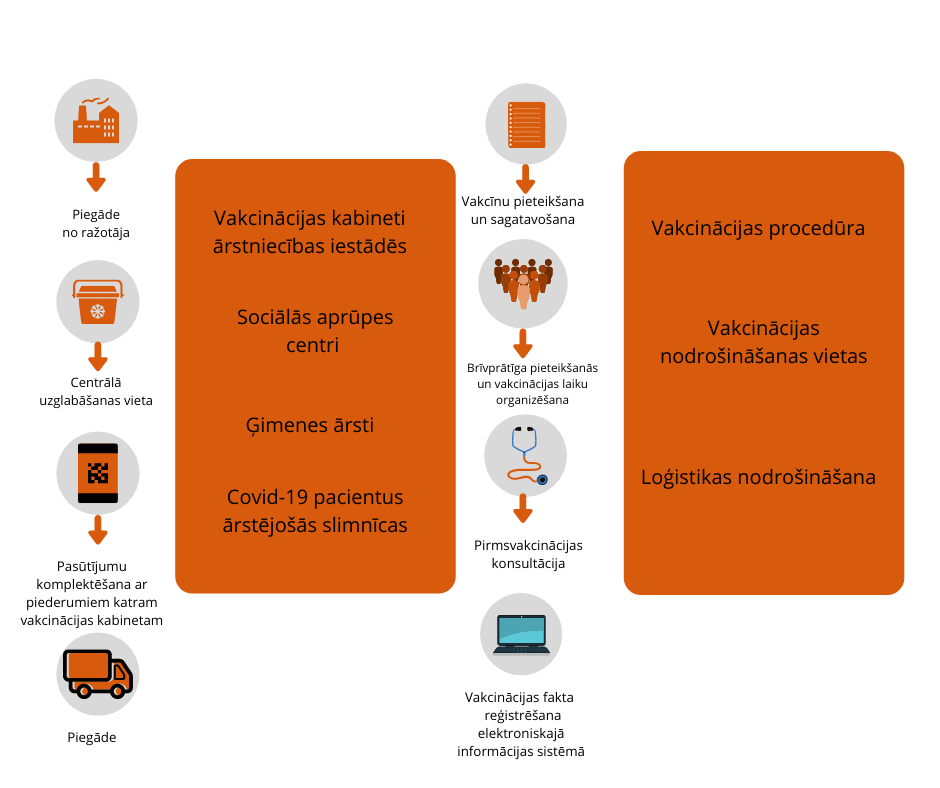 Piegāde
no ražotāja
Centrālā
uzglabāšanas vieta
Pasūtījumu
komplektēšana ar
piederumiem katram
vakcinācijas kabinetam
Piegāde
Vakcinācijas kabineti
ārstniecības iestādēs
Sociālās aprūpes
centri
Ģimenes ārsti
Covid-19 pacientus
ārstējošās slimnīcas
Vakcīnu pieteikšana
un sagatavošana
Brīvprātīga pieteikšanās
un vakcinācijas laiku
organizēšana
Pirmsvakcinācijas
konsultācija
Vakcinācijas fakta
reģistrēšana
elektroniskajā
informācijas sistēmā
Vakcinācijas procedūra
Vakcinācijas
nodrošināšanas vietas
Loģistikas nodrošināšana